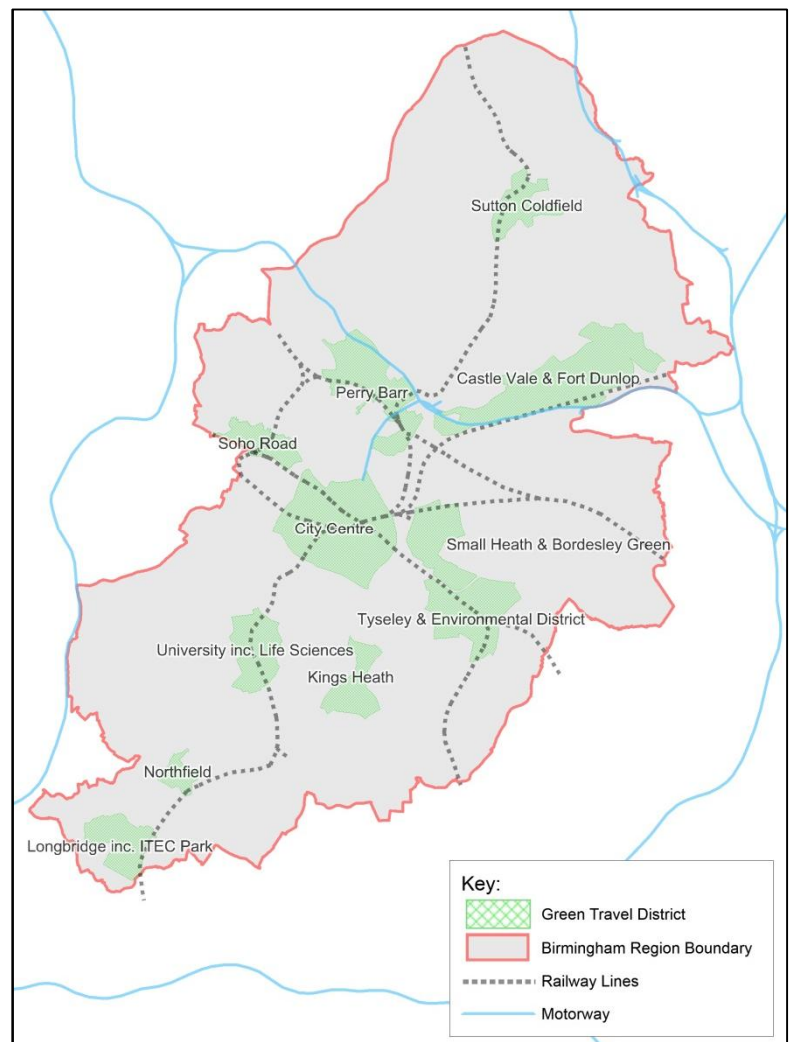 Sutton Coldfield
Castle Vale & Fort Dunlop
Perry Barr
Soho Road
City Centre
Small Heath & Bordesley Green
Tyseley & Environmental District
University inc. Life Sciences
Kings Heath
Northfield
Longbridge inc. ITEC Park
Key:
Green Travel District
Birmingham Region Boundary
Railway Lines
Motorway